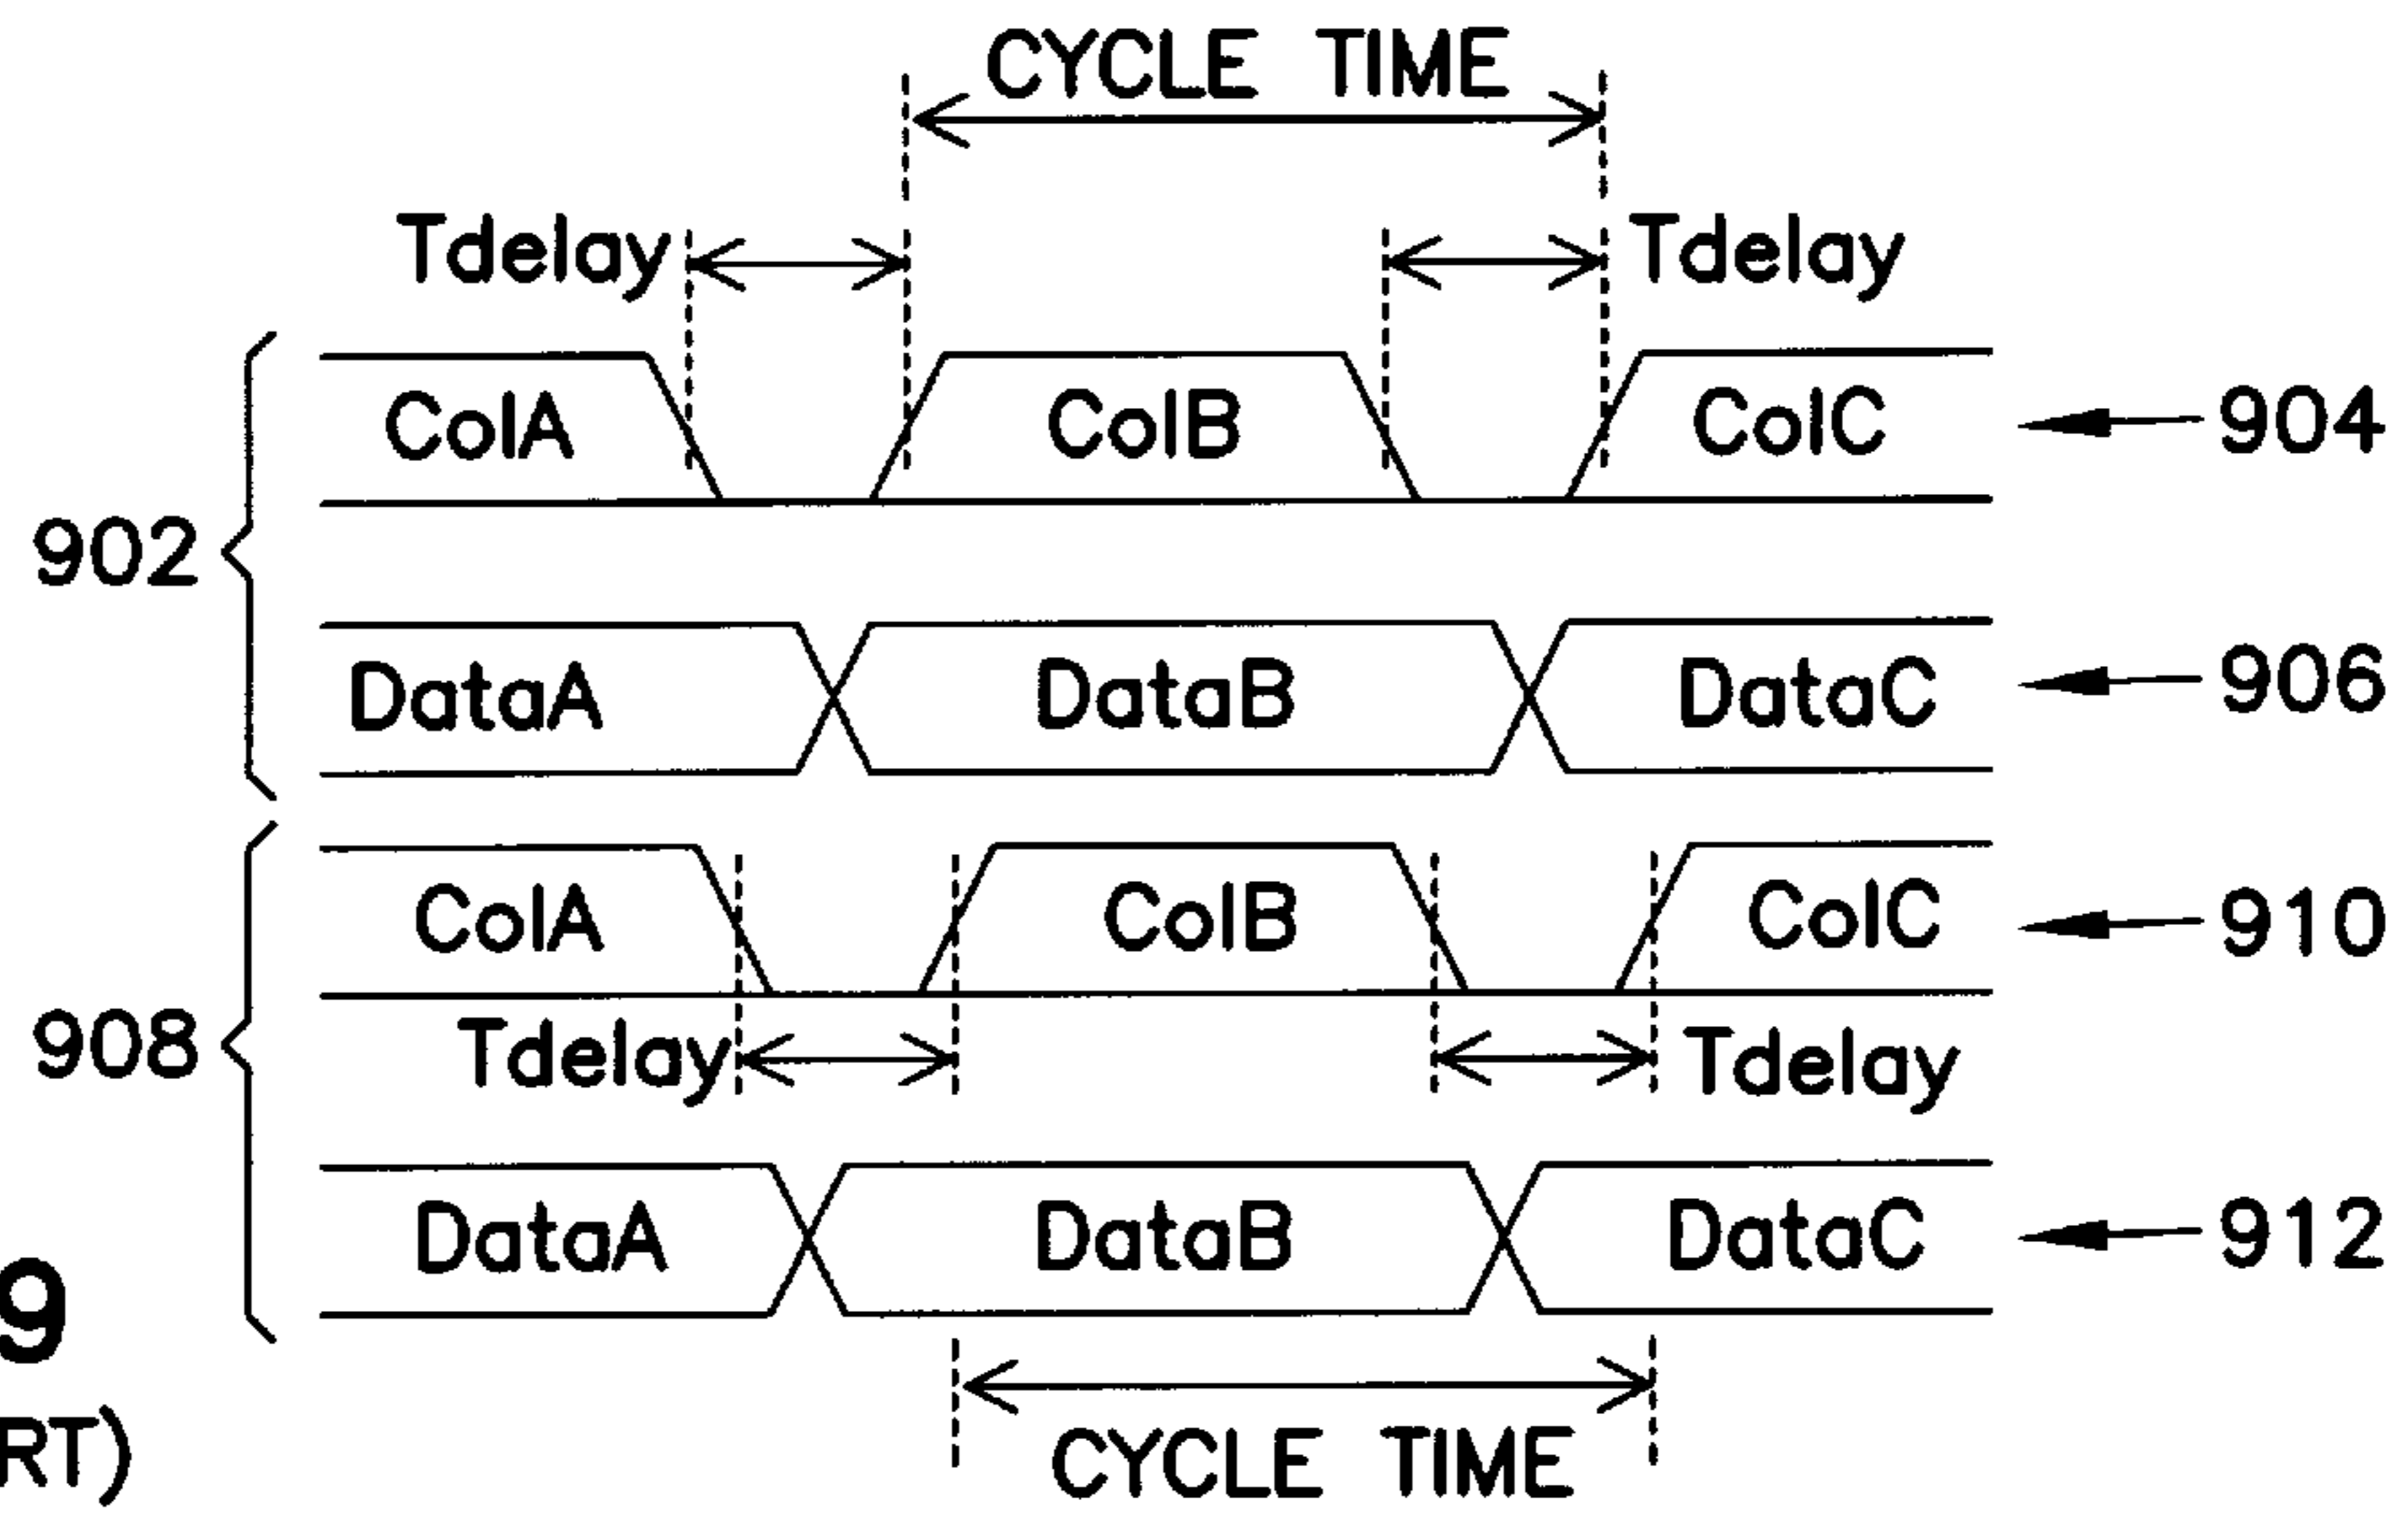 CYCLE TIME
Tdelay Tdelay
ColA ColB ColC 904
902
DataA DataB DataC 906
ColA ColB ColC 910
908
Tdelay Tdelay
DataA DataB DataC 912
9
CYCLE TIME
RT)